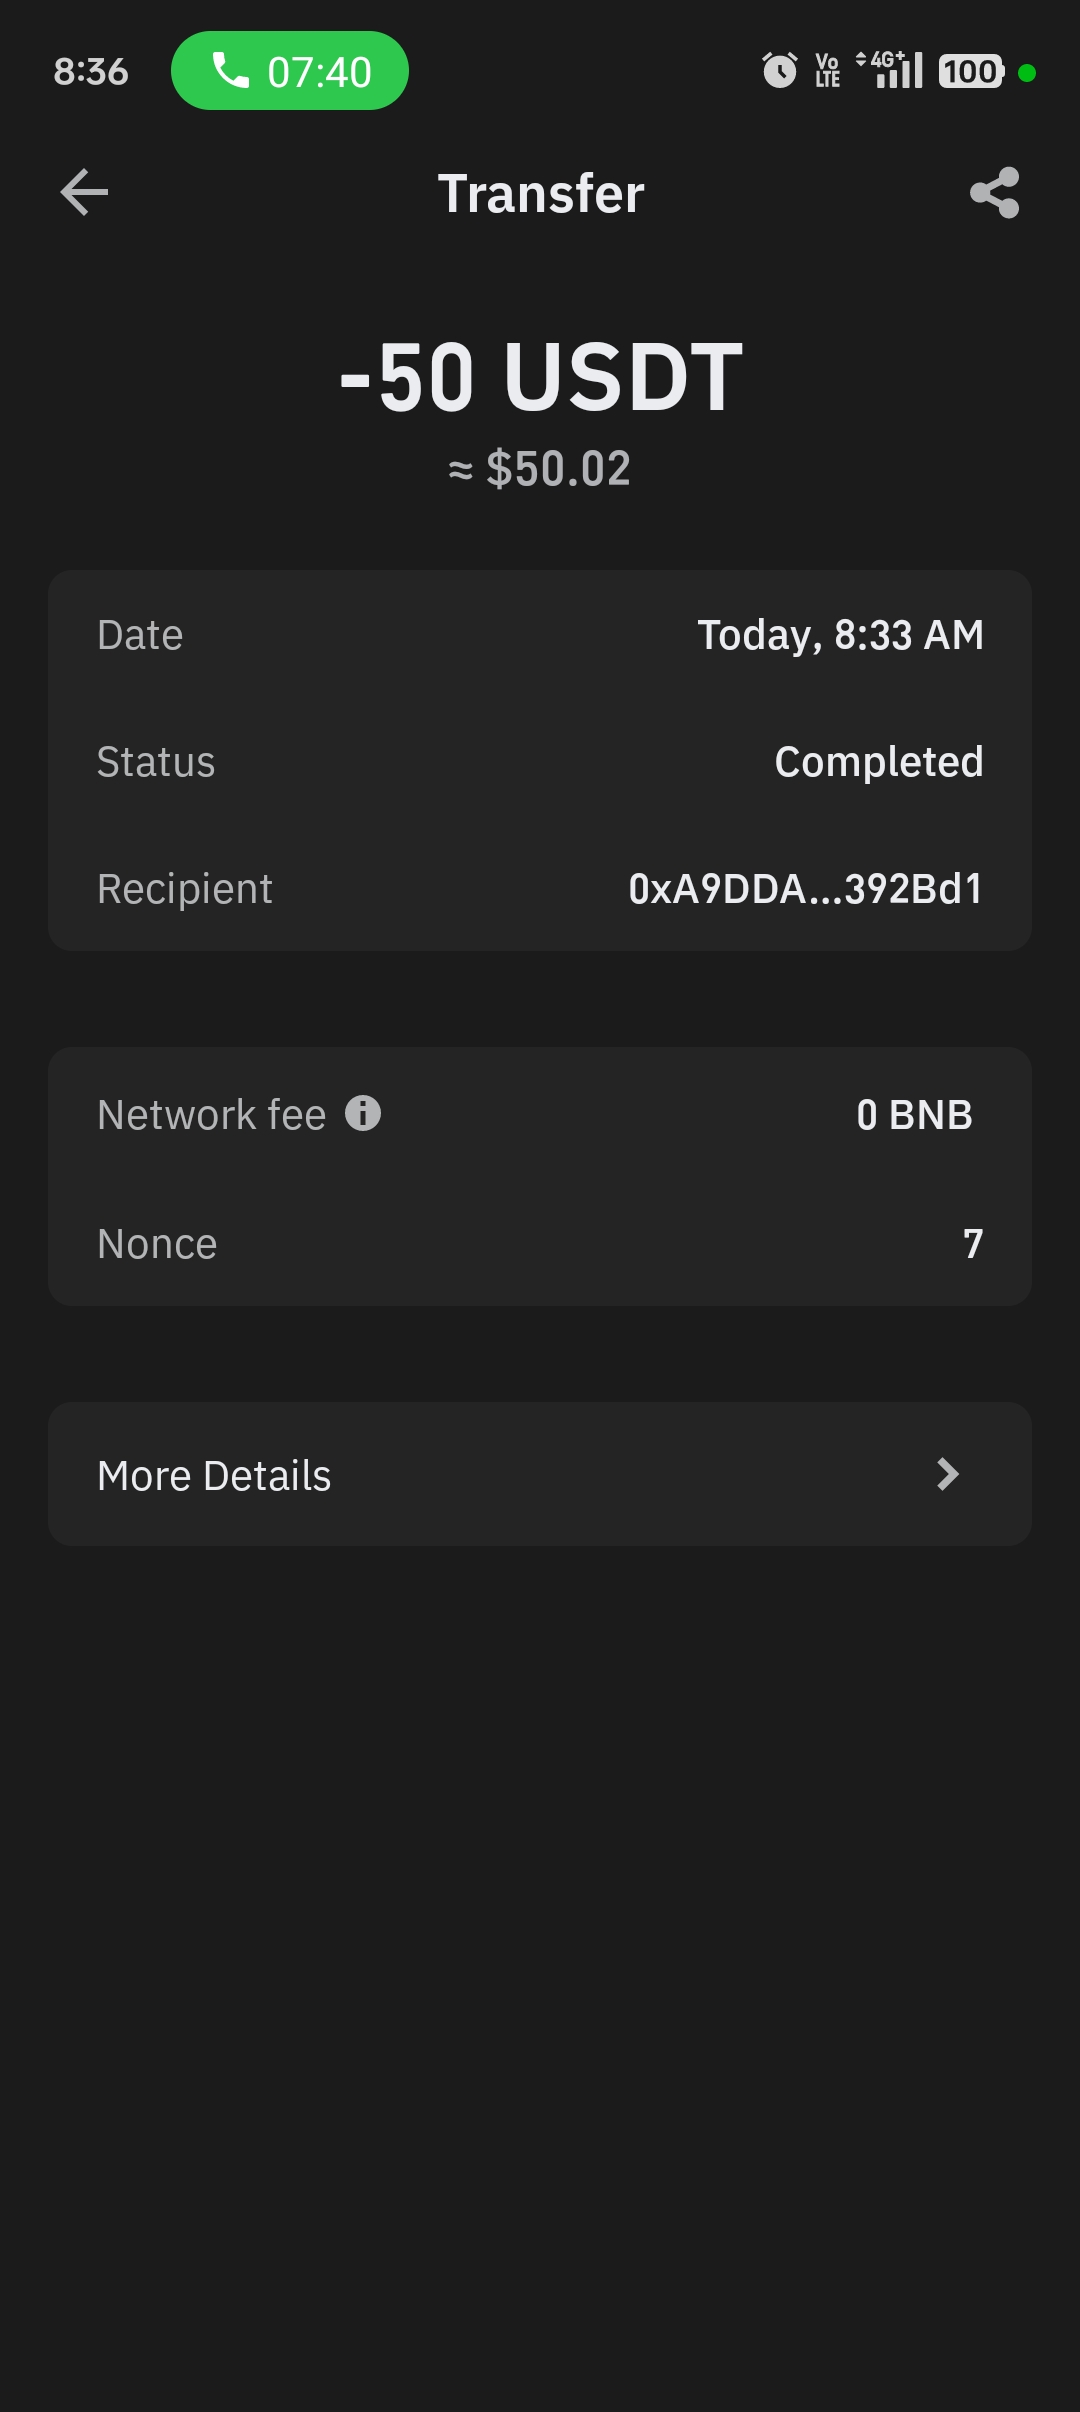 8:36 07:40 Vo LTE 4G+ 100
Transfer
-50 USDT
≈ $50.02
Date Today, 8:33 AM
Status Completed
Recipient 0xA9DDA...392Bd1
Network fee 0 BNB
Nonce 7
More Details